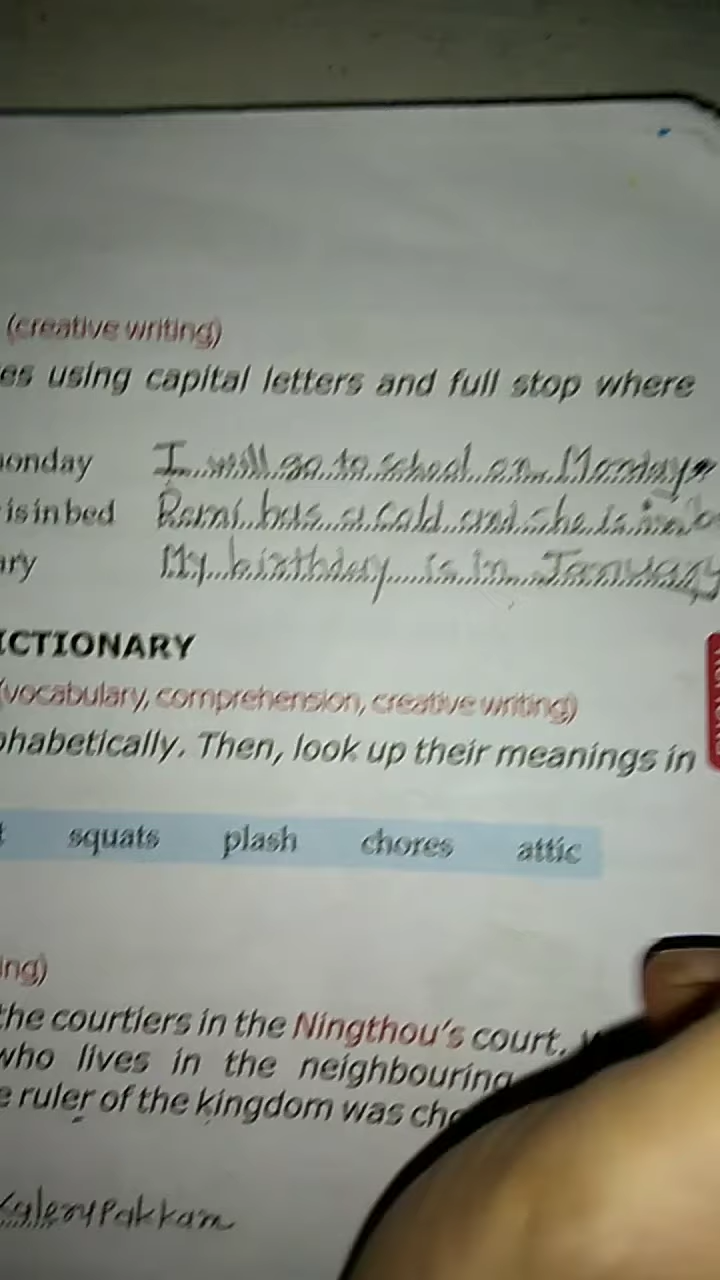 (creative writing)
es using capital letters and full stop where
onday I will go to school on Monday
is in bed Rami has a cold and she is in b
ary My birthday is in January
ICTIONARY
(vocabulary, comprehension, creative writing)
phabetically. Then, look up their meanings in
t squats plash chores attic
ing)
the courtiers in the Ningthou's court.
who lives in the neighbouring
e ruler of the kingdom was cho